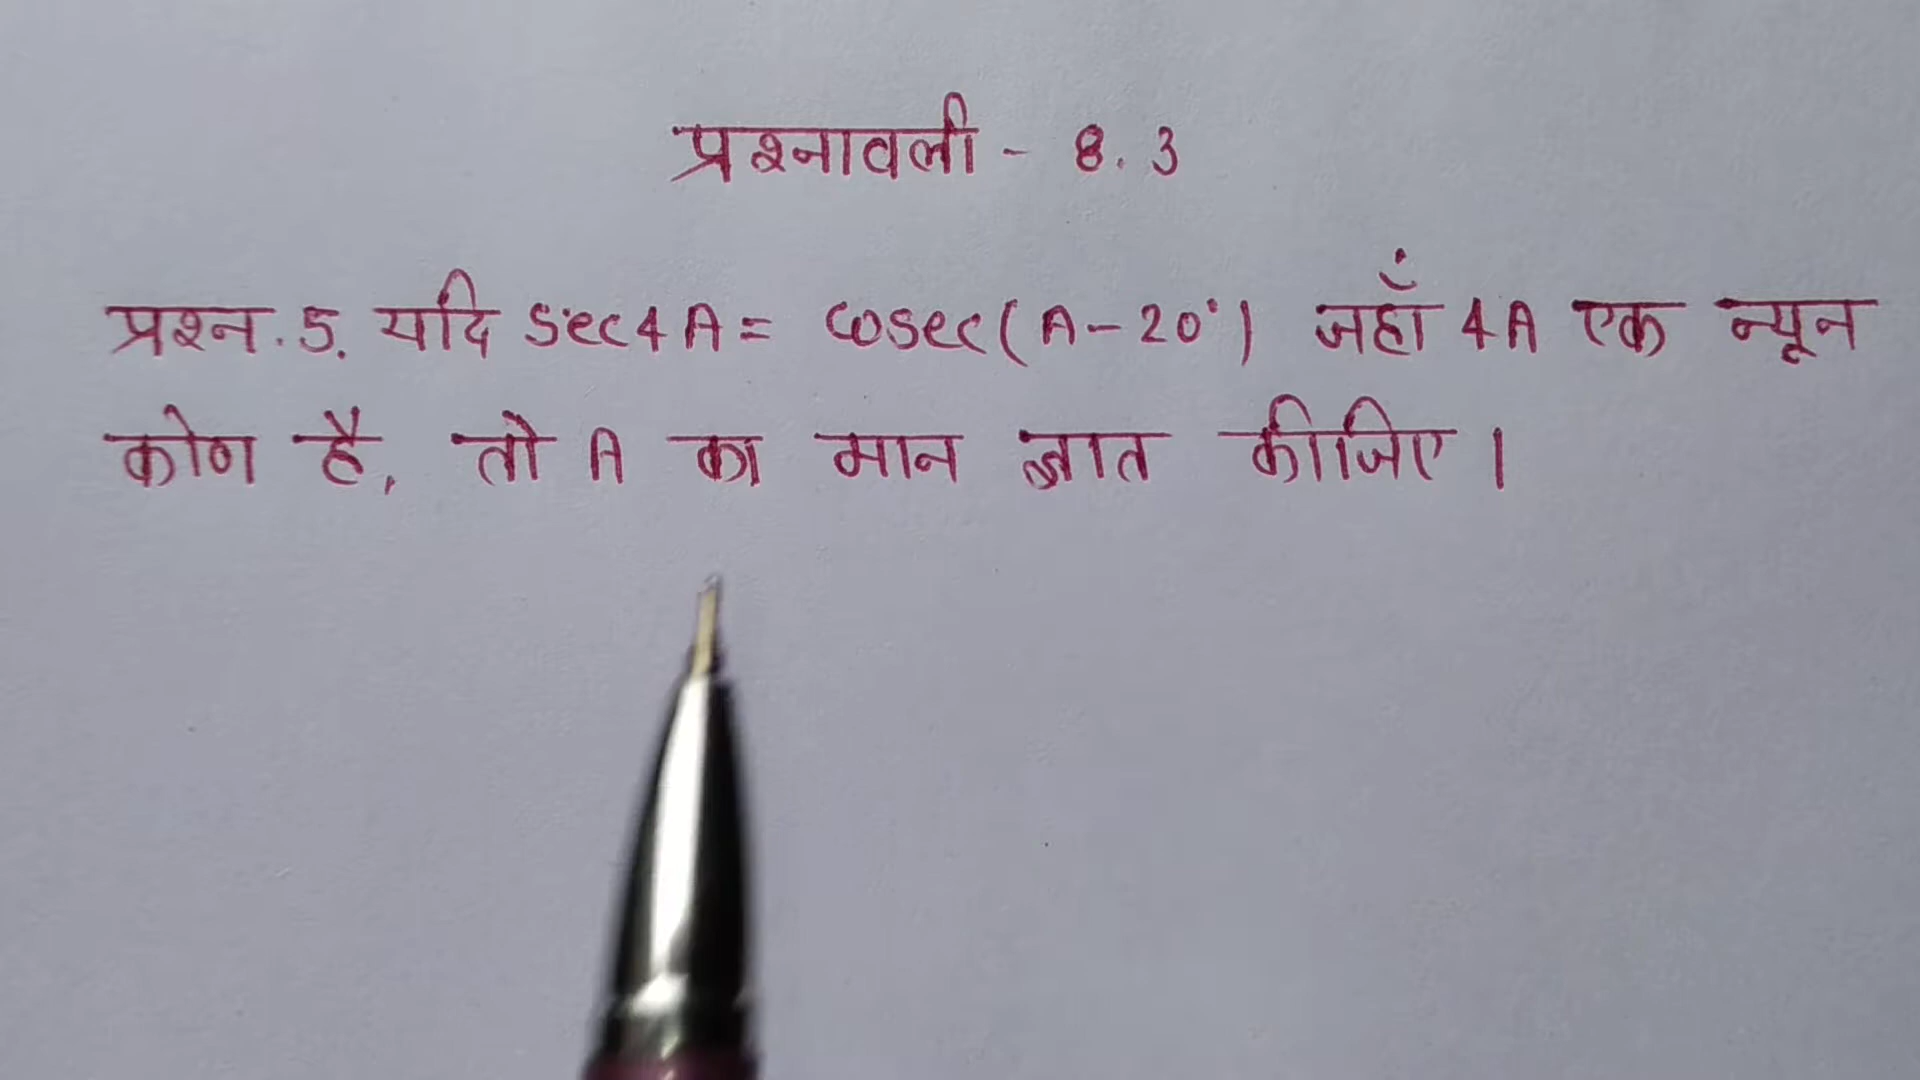 प्रश्नावली - 8.3
प्रश्न.5. यदि sec4A = cosec(A-20°) जहाँ 4A एक न्यून
कोण है, तो A का मान ज्ञात कीजिए।